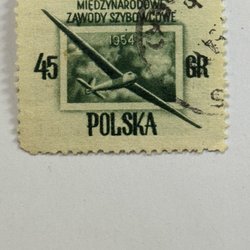 MIĘDZYNARODOWE
ZAWODY SZYBOWCOWE
1954
45 GR
POLSKA